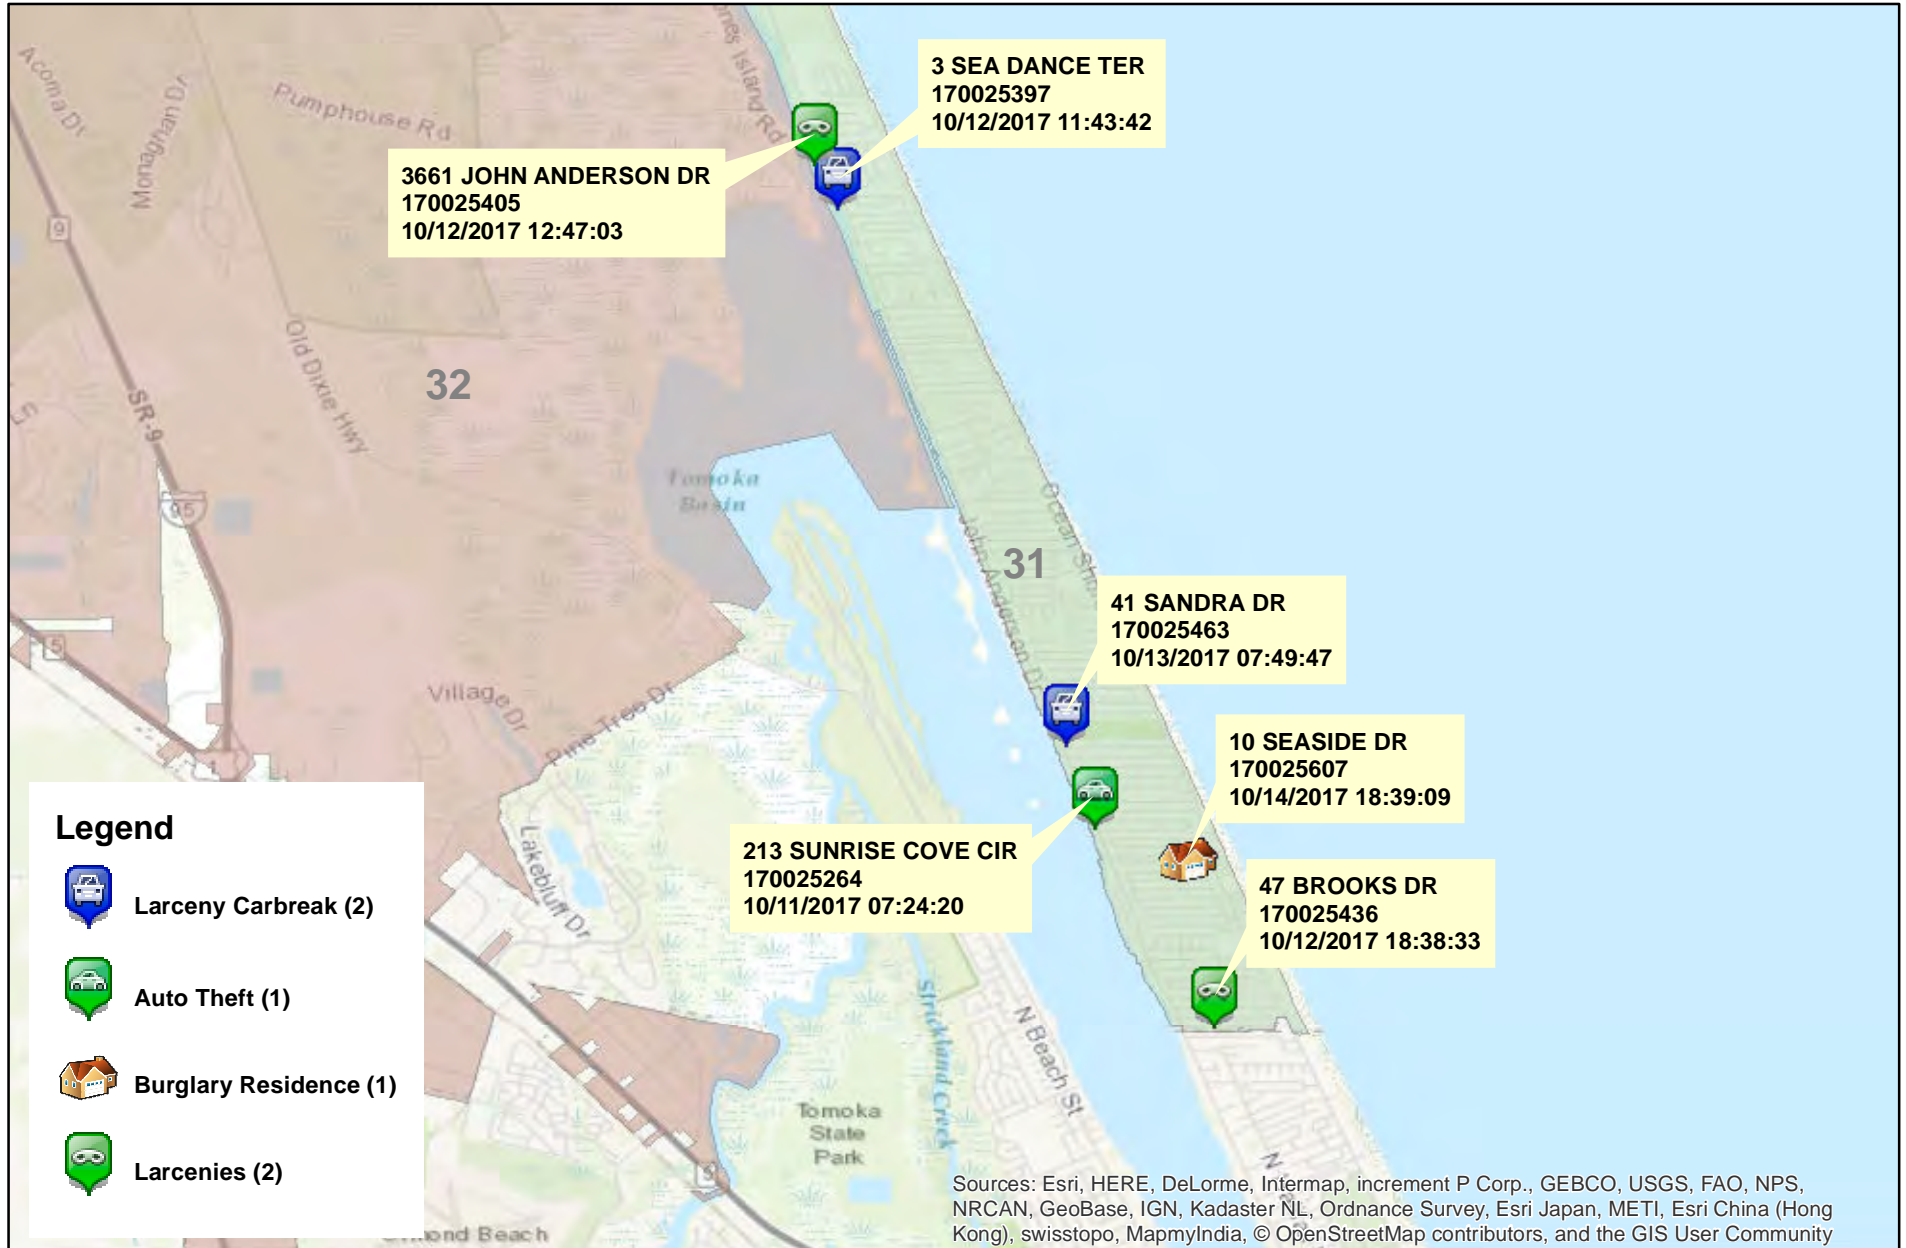 3 SEA DANCE TER
170025397
10/12/2017 11:43:42
3661 JOHN ANDERSON DR
170025405
10/12/2017 12:47:03
Acoma Dr
Monaghan Dr
Pumphouse Rd
Island Rd
9
Old Dixie Hwy
SR-9
Ln
32
95
Tomoka
Basin
John Anderson
Ocean
31
41 SANDRA DR
170025463
10/13/2017 07:49:47
5
Village Dr
Pine Tree Dr
10 SEASIDE DR
170025607
10/14/2017 18:39:09
213 SUNRISE COVE CIR
170025264
10/11/2017 07:24:20
47 BROOKS DR
170025436
10/12/2017 18:38:33
Lakebluff Dr
Strickland Creek
N Beach St
Tomoka
State
Park
N
Legend
Larceny Carbreak (2)
Auto Theft (1)
Burglary Residence (1)
Larcenies (2)
Beach
Sources: Esri, HERE, DeLorme, Intermap, increment P Corp., GEBCO, USGS, FAO, NPS,
NRCAN, GeoBase, IGN, Kadaster NL, Ordnance Survey, Esri Japan, METI, Esri China (Hong
Kong), swisstopo, MapmyIndia, © OpenStreetMap contributors, and the GIS User Community